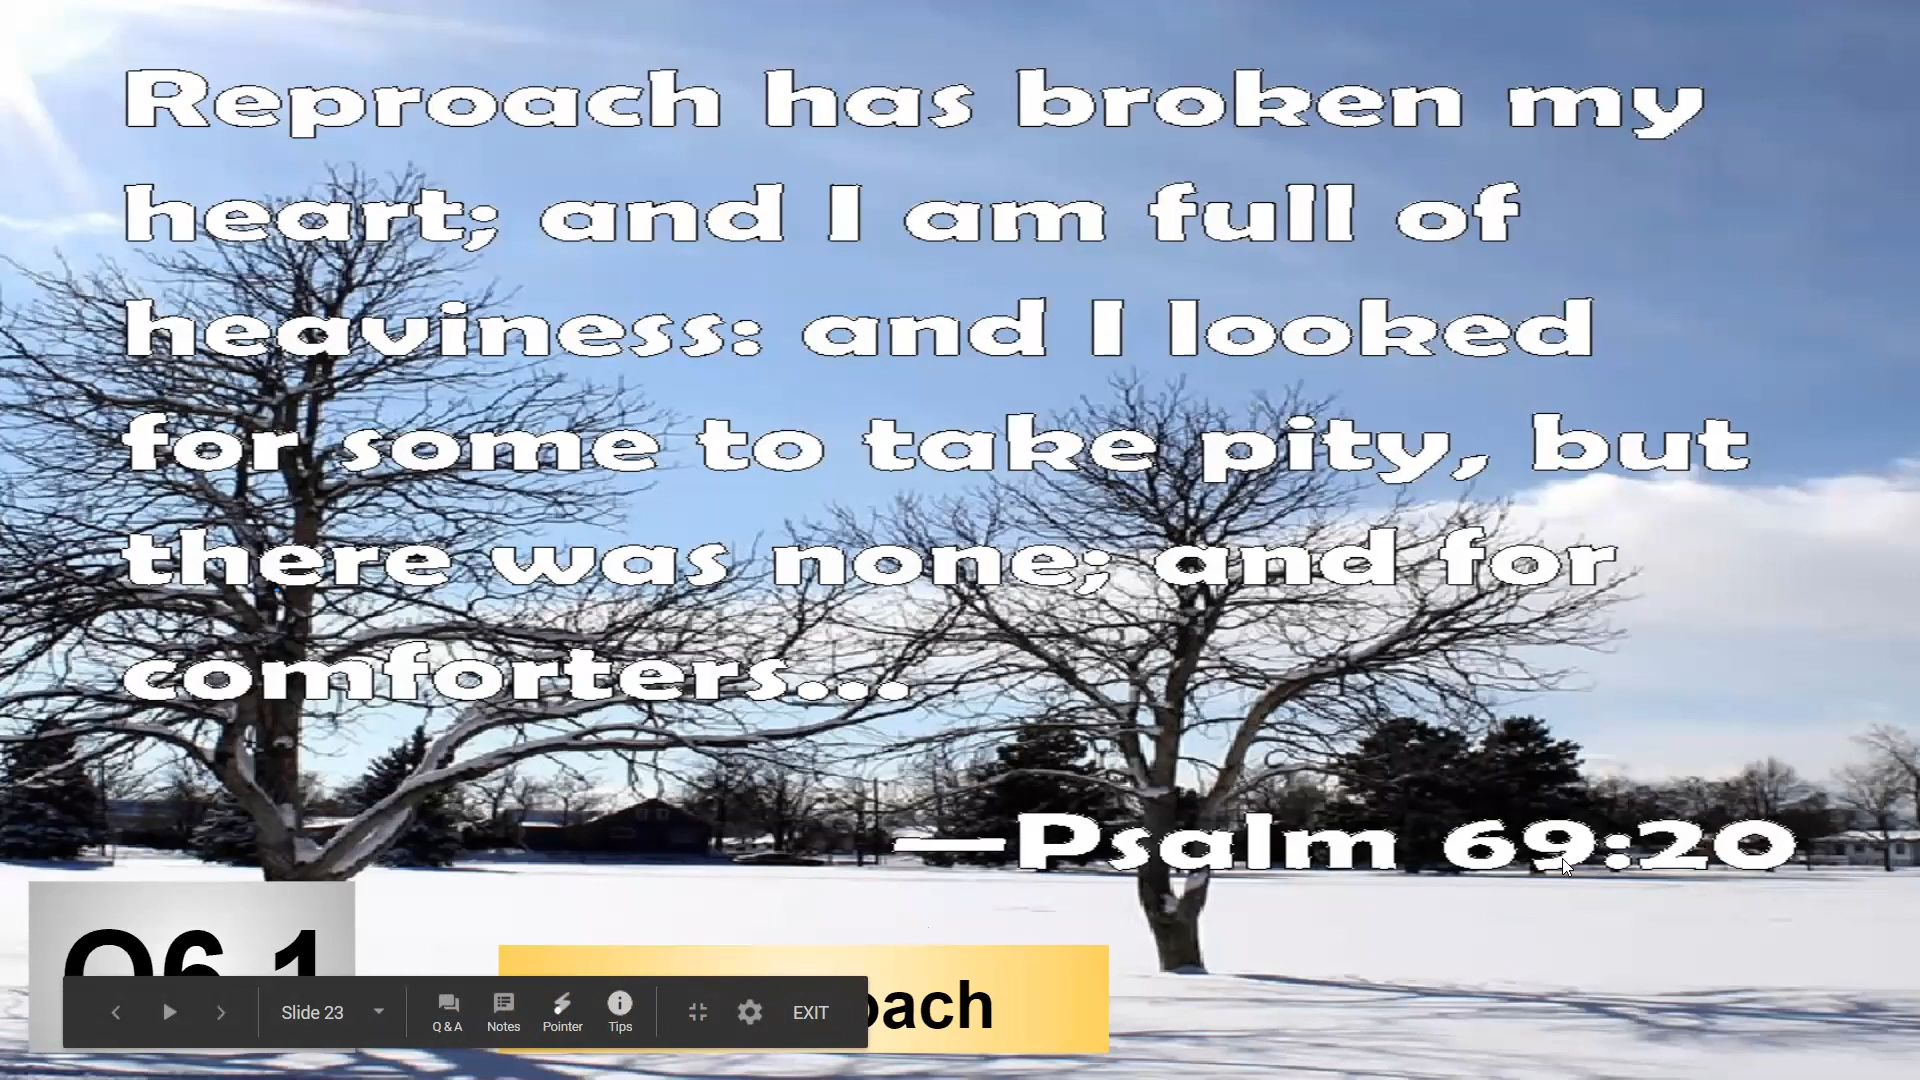 Reproach has broken my
heart; and I am full of
heaviness: and I looked
for some to take pity, but
there was none; and for
comforters...
—Psalm 69:20
Slide 23
Q & A
Notes
Pointer
Tips
EXIT